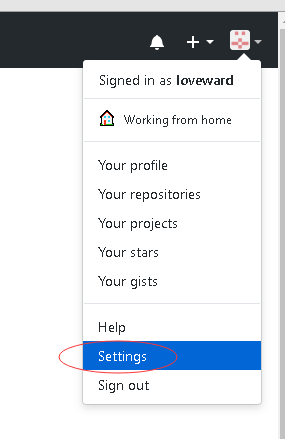 Signed in as loveward
Working from home
Your profile
Your repositories
Your projects
Your stars
Your gists
Help
Settings
Sign out